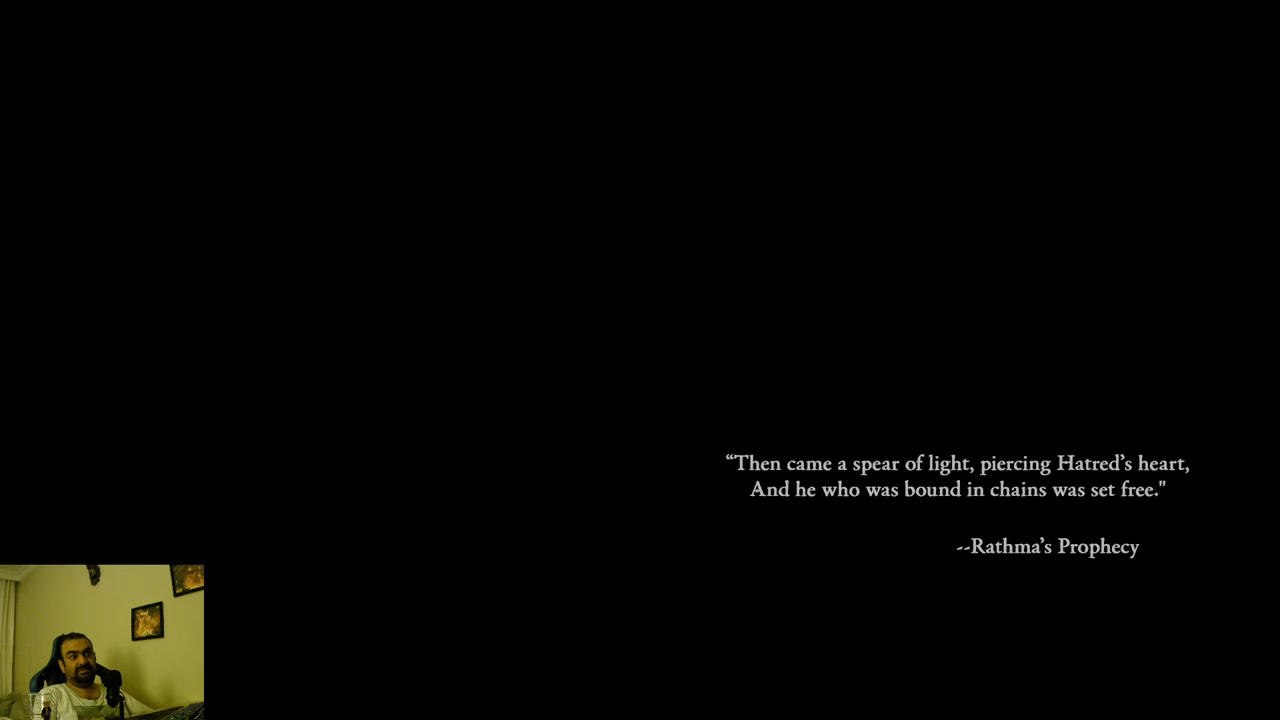 “Then came a spear of light, piercing Hatred’s heart,
And he who was bound in chains was set free."
--Rathma’s Prophecy